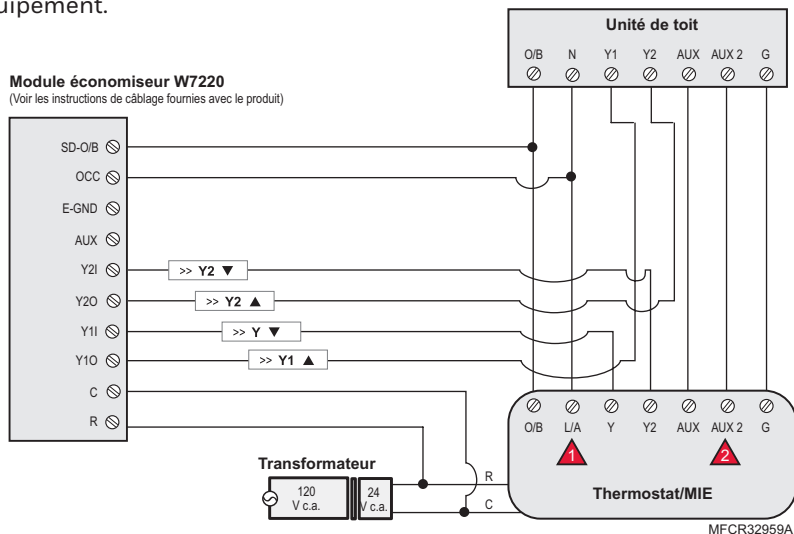 uipement.
Unité de toit
O/B N Y1 Y2 AUX AUX 2 G
Module économiseur W7220
(Voir les instructions de câblage fournies avec le produit)
SD-O/B
OCC
E-GND
AUX
Y2I
>> Y2 ▼
Y2O
>> Y2 ▲
Y1I
>> Y ▼
Y1O
>> Y1 ▲
C
R
O/B L/A Y Y2 AUX AUX 2 G
1
2
Transformateur
120
V c.a.
24
V c.a.
R
C
Thermostat/MIE
MFCR32959A